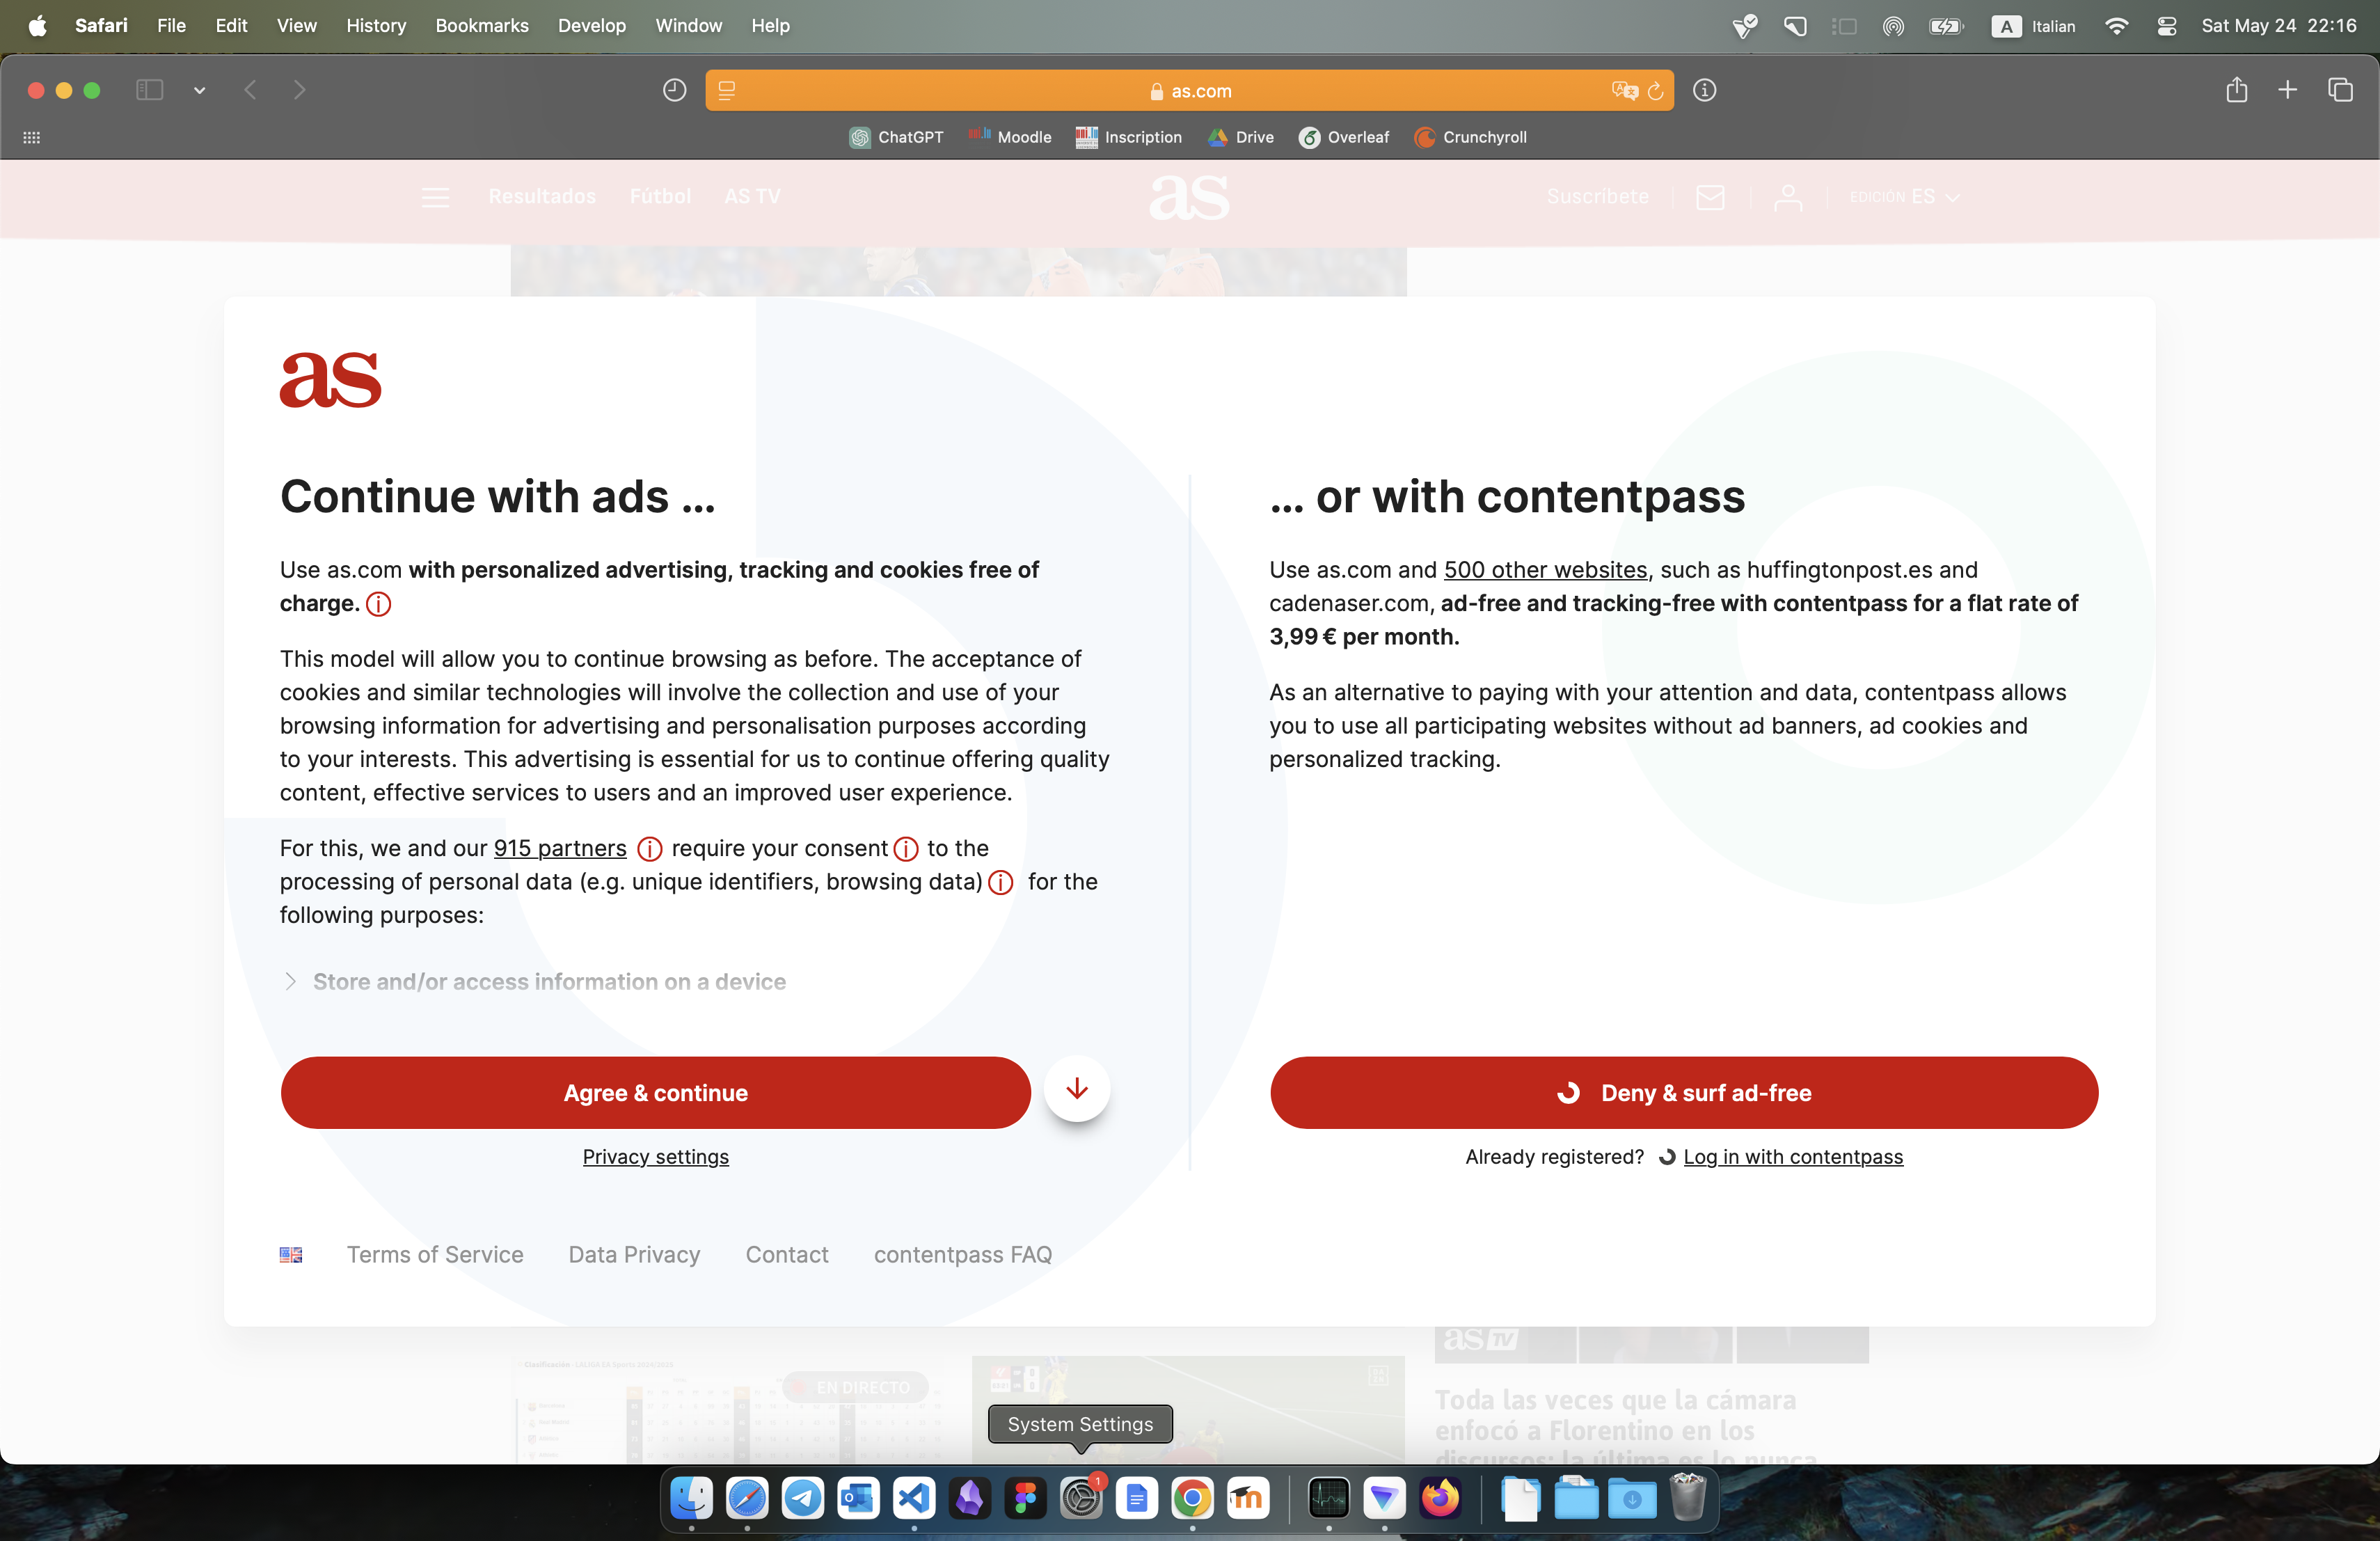 Safari File Edit View History Bookmarks Develop Window Help
A Italian Sat May 24 22:16
as.com
ChatGPT Moodle Inscription Drive Overleaf Crunchyroll
Resultados Fútbol AS TV as Suscríbete EDICIÓN ES
as
Continue with ads ...
Use as.com with personalized advertising, tracking and cookies free of
charge.
This model will allow you to continue browsing as before. The acceptance of
cookies and similar technologies will involve the collection and use of your
browsing information for advertising and personalisation purposes according
to your interests. This advertising is essential for us to continue offering quality
content, effective services to users and an improved user experience.
For this, we and our 915 partners require your consent to the
processing of personal data (e.g. unique identifiers, browsing data) for the
following purposes:
Store and/or access information on a device
Agree & continue
Privacy settings
... or with contentpass
Use as.com and 500 other websites, such as huffingtonpost.es and
cadenaser.com, ad-free and tracking-free with contentpass for a flat rate of
3,99 € per month.
As an alternative to paying with your attention and data, contentpass allows
you to use all participating websites without ad banners, ad cookies and
personalized tracking.
Deny & surf ad-free
Already registered? Log in with contentpass
Terms of Service Data Privacy Contact contentpass FAQ
as TV
Clasificación
EN DIRECTO
Toda las veces que la cámara
enfocó a Florentino en los
discursos: la última es lo nunca
System Settings
1